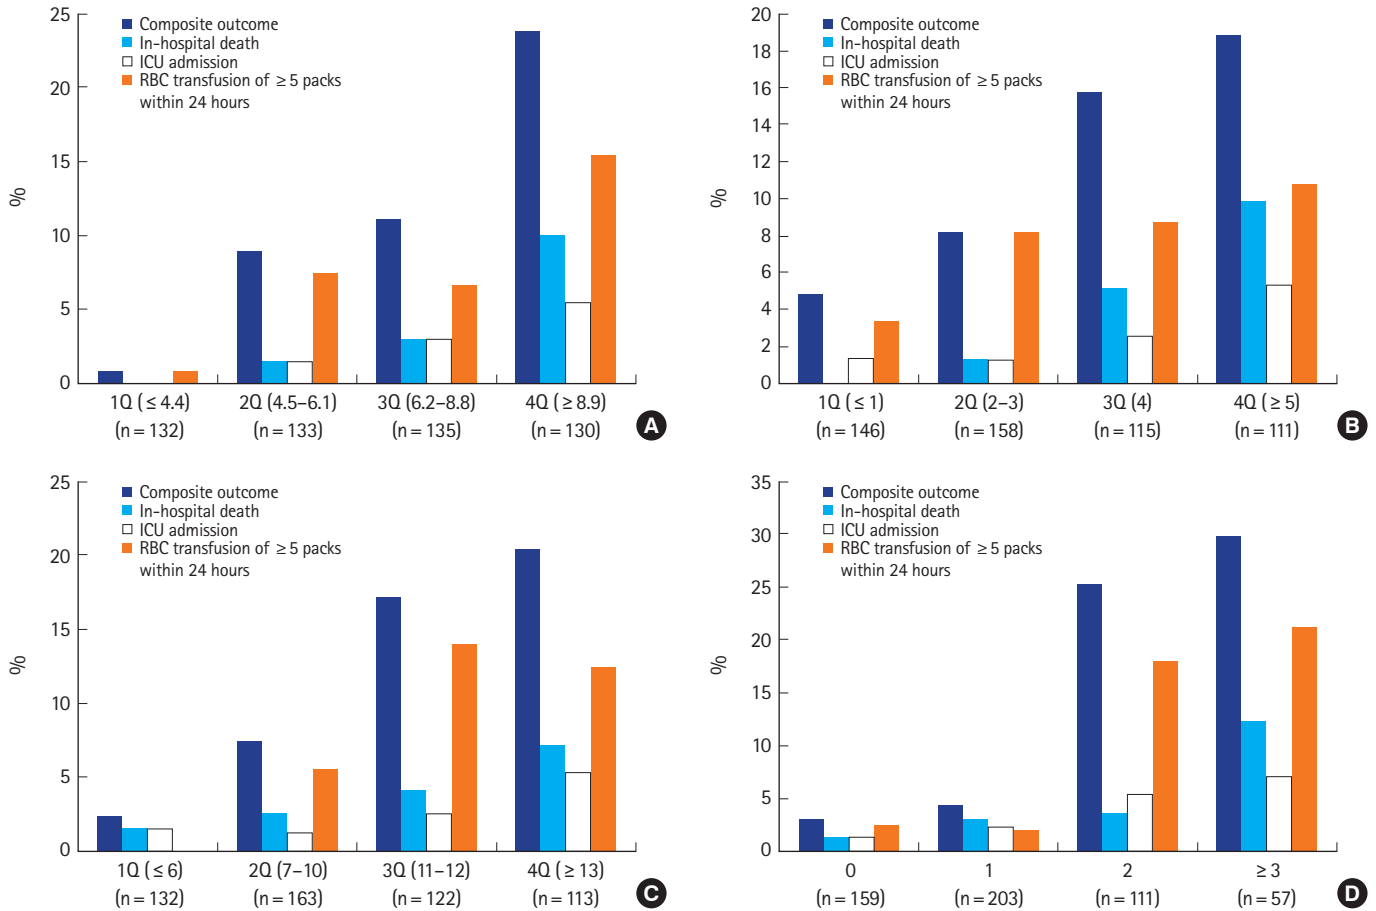 25
20
15
10
5
0
%
Composite outcome
In-hospital death
ICU admission
RBC transfusion of ≥ 5 packs
within 24 hours
1Q (≤ 4.4)
2Q (4.5–6.1)
3Q (6.2–8.8)
4Q (≥ 8.9)
(n = 132)
(n = 133)
(n = 135)
(n = 130)
A
20
18
16
14
12
10
8
6
4
2
0
%
Composite outcome
In-hospital death
ICU admission
RBC transfusion of ≥ 5 packs
within 24 hours
1Q (≤ 1)
2Q (2–3)
3Q (4)
4Q (≥ 5)
(n = 146)
(n = 158)
(n = 115)
(n = 111)
B
25
20
15
10
5
0
%
Composite outcome
In-hospital death
ICU admission
RBC transfusion of ≥ 5 packs
within 24 hours
1Q (≤ 6)
2Q (7–10)
3Q (11–12)
4Q (≥ 13)
(n = 132)
(n = 163)
(n = 122)
(n = 113)
C
35
30
25
20
15
10
5
0
%
Composite outcome
In-hospital death
ICU admission
RBC transfusion of ≥ 5 packs
within 24 hours
0
1
2
≥ 3
(n = 159)
(n = 203)
(n = 111)
(n = 57)
D